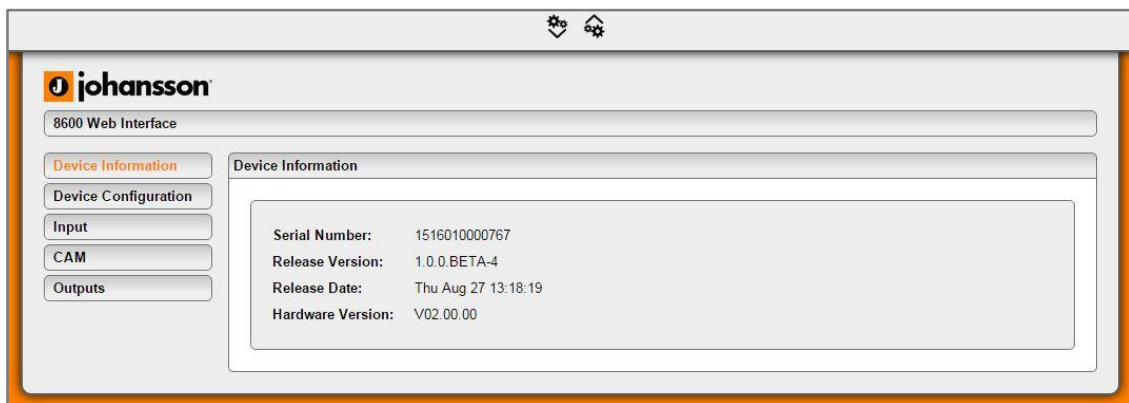 johansson
8600 Web Interface
Device Information
Device Configuration
Input
CAM
Outputs
Device Information
Serial Number: 1516010000767
Release Version: 1.0.0.BETA-4
Release Date: Thu Aug 27 13:18:19
Hardware Version: V02.00.00